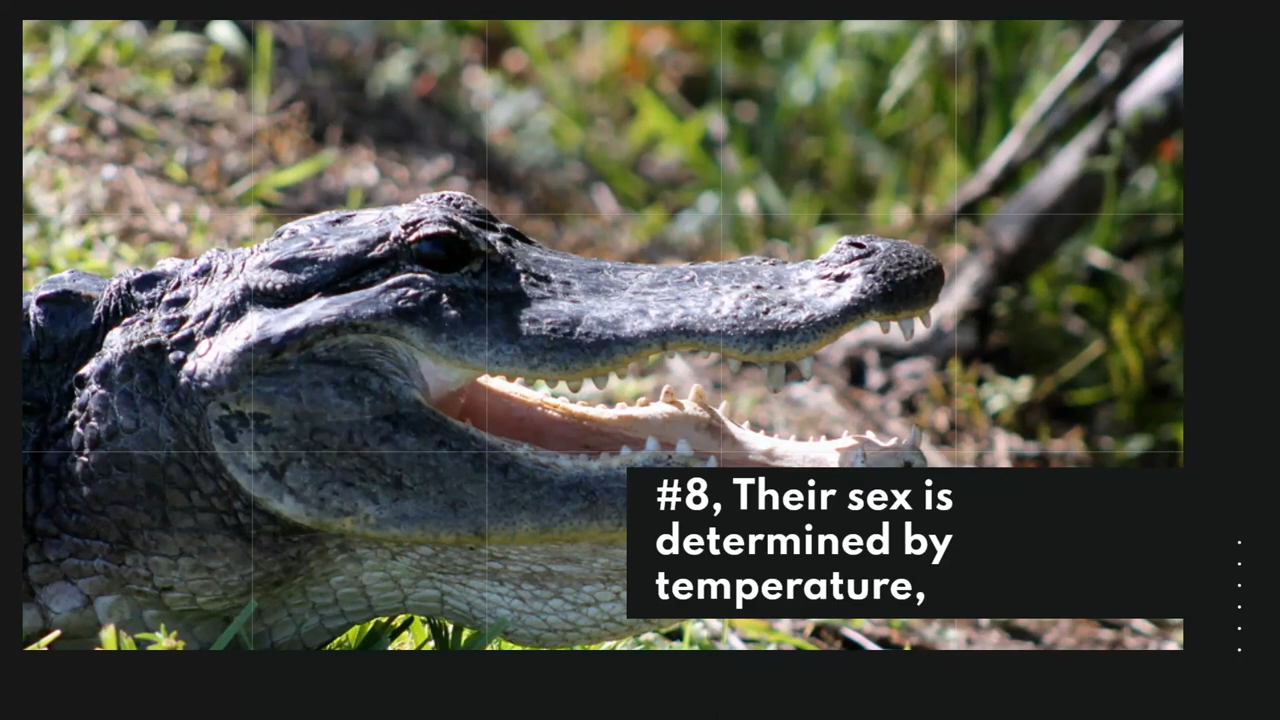 #8, Their sex is
determined by
temperature,